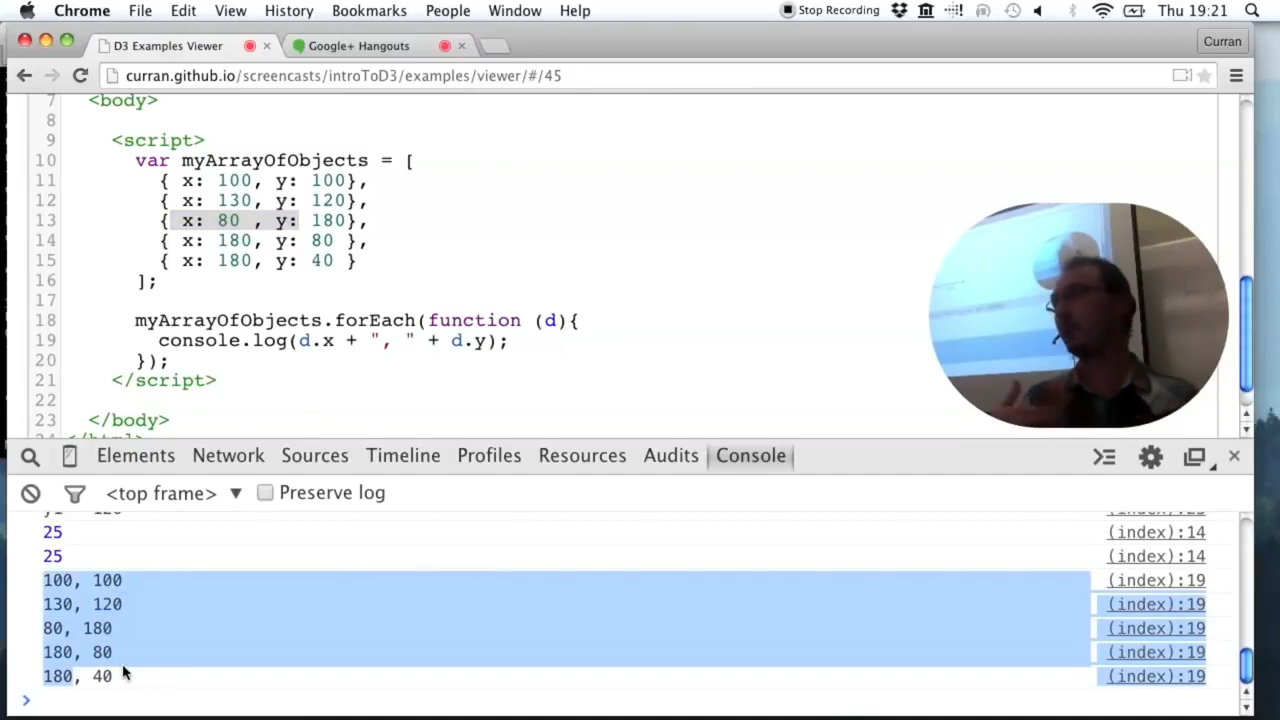 Chrome File Edit View History Bookmarks People Window Help Stop Recording Thu 19:21
D3 Examples Viewer × Google+ Hangouts × Curran
curran.github.io/screencasts/introToD3/examples/viewer/#/45
7 <body>
8
9 <script>
10 var myArrayOfObjects = [
11 { x: 100, y: 100},
12 { x: 130, y: 120},
13 { x: 80 , y: 180},
14 { x: 180, y: 80 },
15 { x: 180, y: 40 }
16 ];
17
18 myArrayOfObjects.forEach(function (d){
19 console.log(d.x + ", " + d.y);
20 });
21 </script>
22
23 </body>
24 </html>
Elements Network Sources Timeline Profiles Resources Audits Console
<top frame> ▼ Preserve log
25 (index):14
25 (index):14
100, 100 (index):19
130, 120 (index):19
80, 180 (index):19
180, 80 (index):19
180, 40 (index):19
>